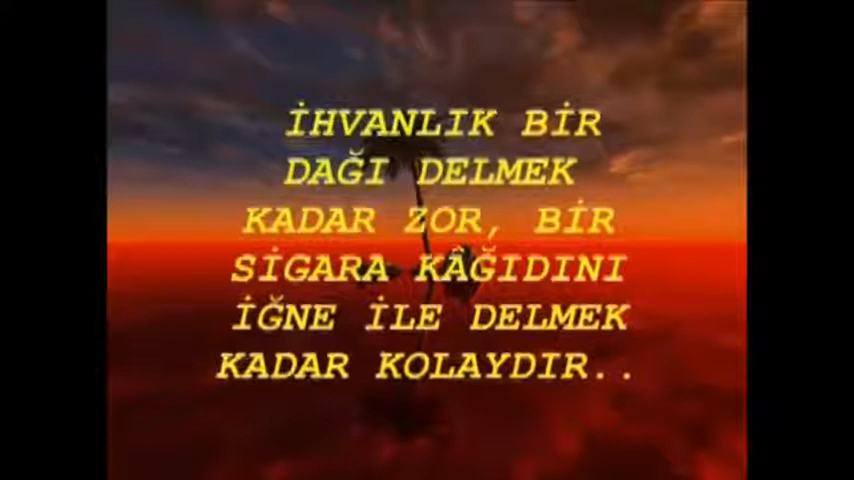 İHVANLIK BİR
DAĞI DELMEK
KADAR ZOR, BİR
SİGARA KÂĞIDINI
İĞNE İLE DELMEK
KADAR KOLAYDIR..